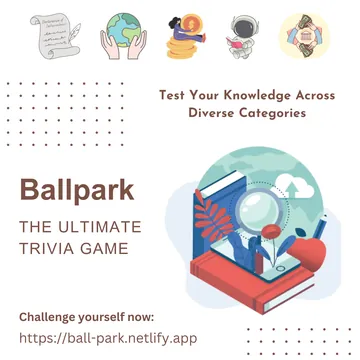 Test Your Knowledge Across
Diverse Categories
Ballpark
THE ULTIMATE
TRIVIA GAME
Challenge yourself now:
https://ball-park.netlify.app